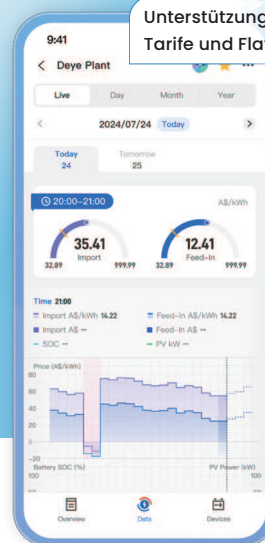 Unterstützung
Tarife und Fla
9:41
Deye Plant
Live Day Month Year
2024/07/24 Today
Today Tomorrow
24 25
20:00-21:00 A$/kWh
35.41 12.41
Import Feed-In
32.89 999.99 32.89 999.99
Time 21:00
Import A$/kWh 14.22 Feed-in A$/kWh 14.22
Import A$ -- Feed-in A$ --
SOC -- PV kW --
Price (A$/kWh)
80
60
40
20
0
-20
Battery SOC (%) PV Power (kW)
100 100
Overview Data Devices